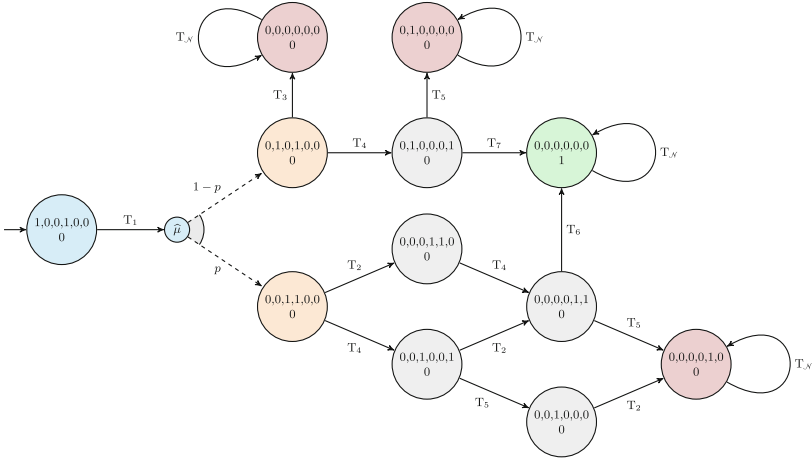 0,0,0,0,0,0
0
0,1,0,0,0,0
0
T𝒩
T𝒩
T₃
T₅
0,1,0,1,0,0
0
T₄
0,1,0,0,0,1
0
T₇
0,0,0,0,0,0
1
T𝒩
1 − p
1,0,0,1,0,0
0
T₁
μ̂
p
T₆
0,0,0,1,1,0
0
T₂
T₄
0,0,1,1,0,0
0
0,0,0,0,1,1
0
T₄
T₂
T₅
0,0,1,0,0,1
0
0,0,0,0,1,0
0
T𝒩
T₅
T₂
0,0,1,0,0,0
0